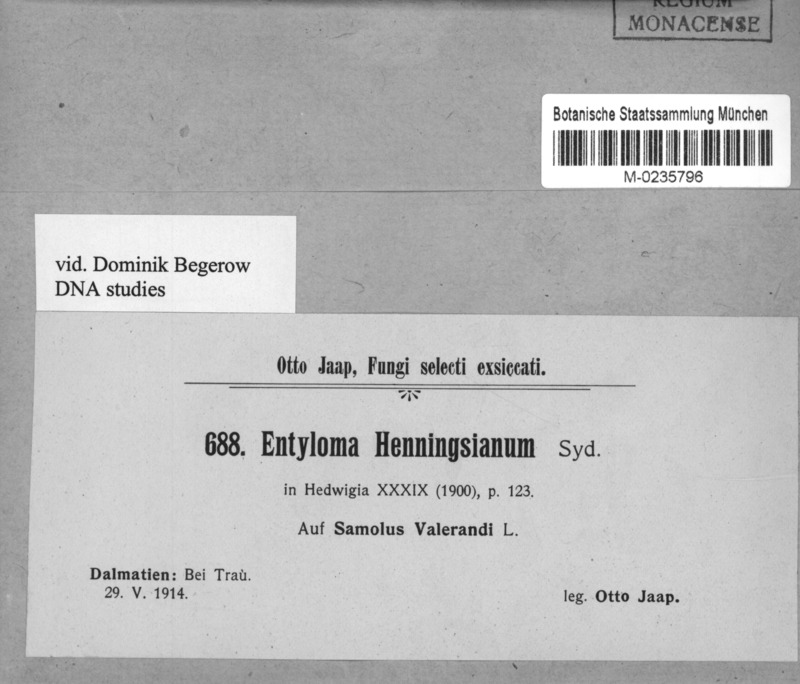 REGIUM
MONACENSE
Botanische Staatssammlung München
M-0235796
vid. Dominik Begerow
DNA studies
Otto Jaap, Fungi selecti exsiccati.
688. Entyloma Henningsianum Syd.
in Hedwigia XXXIX (1900), p. 123.
Auf Samolus Valerandi L.
Dalmatien: Bei Traù.
29. V. 1914.
leg. Otto Jaap.